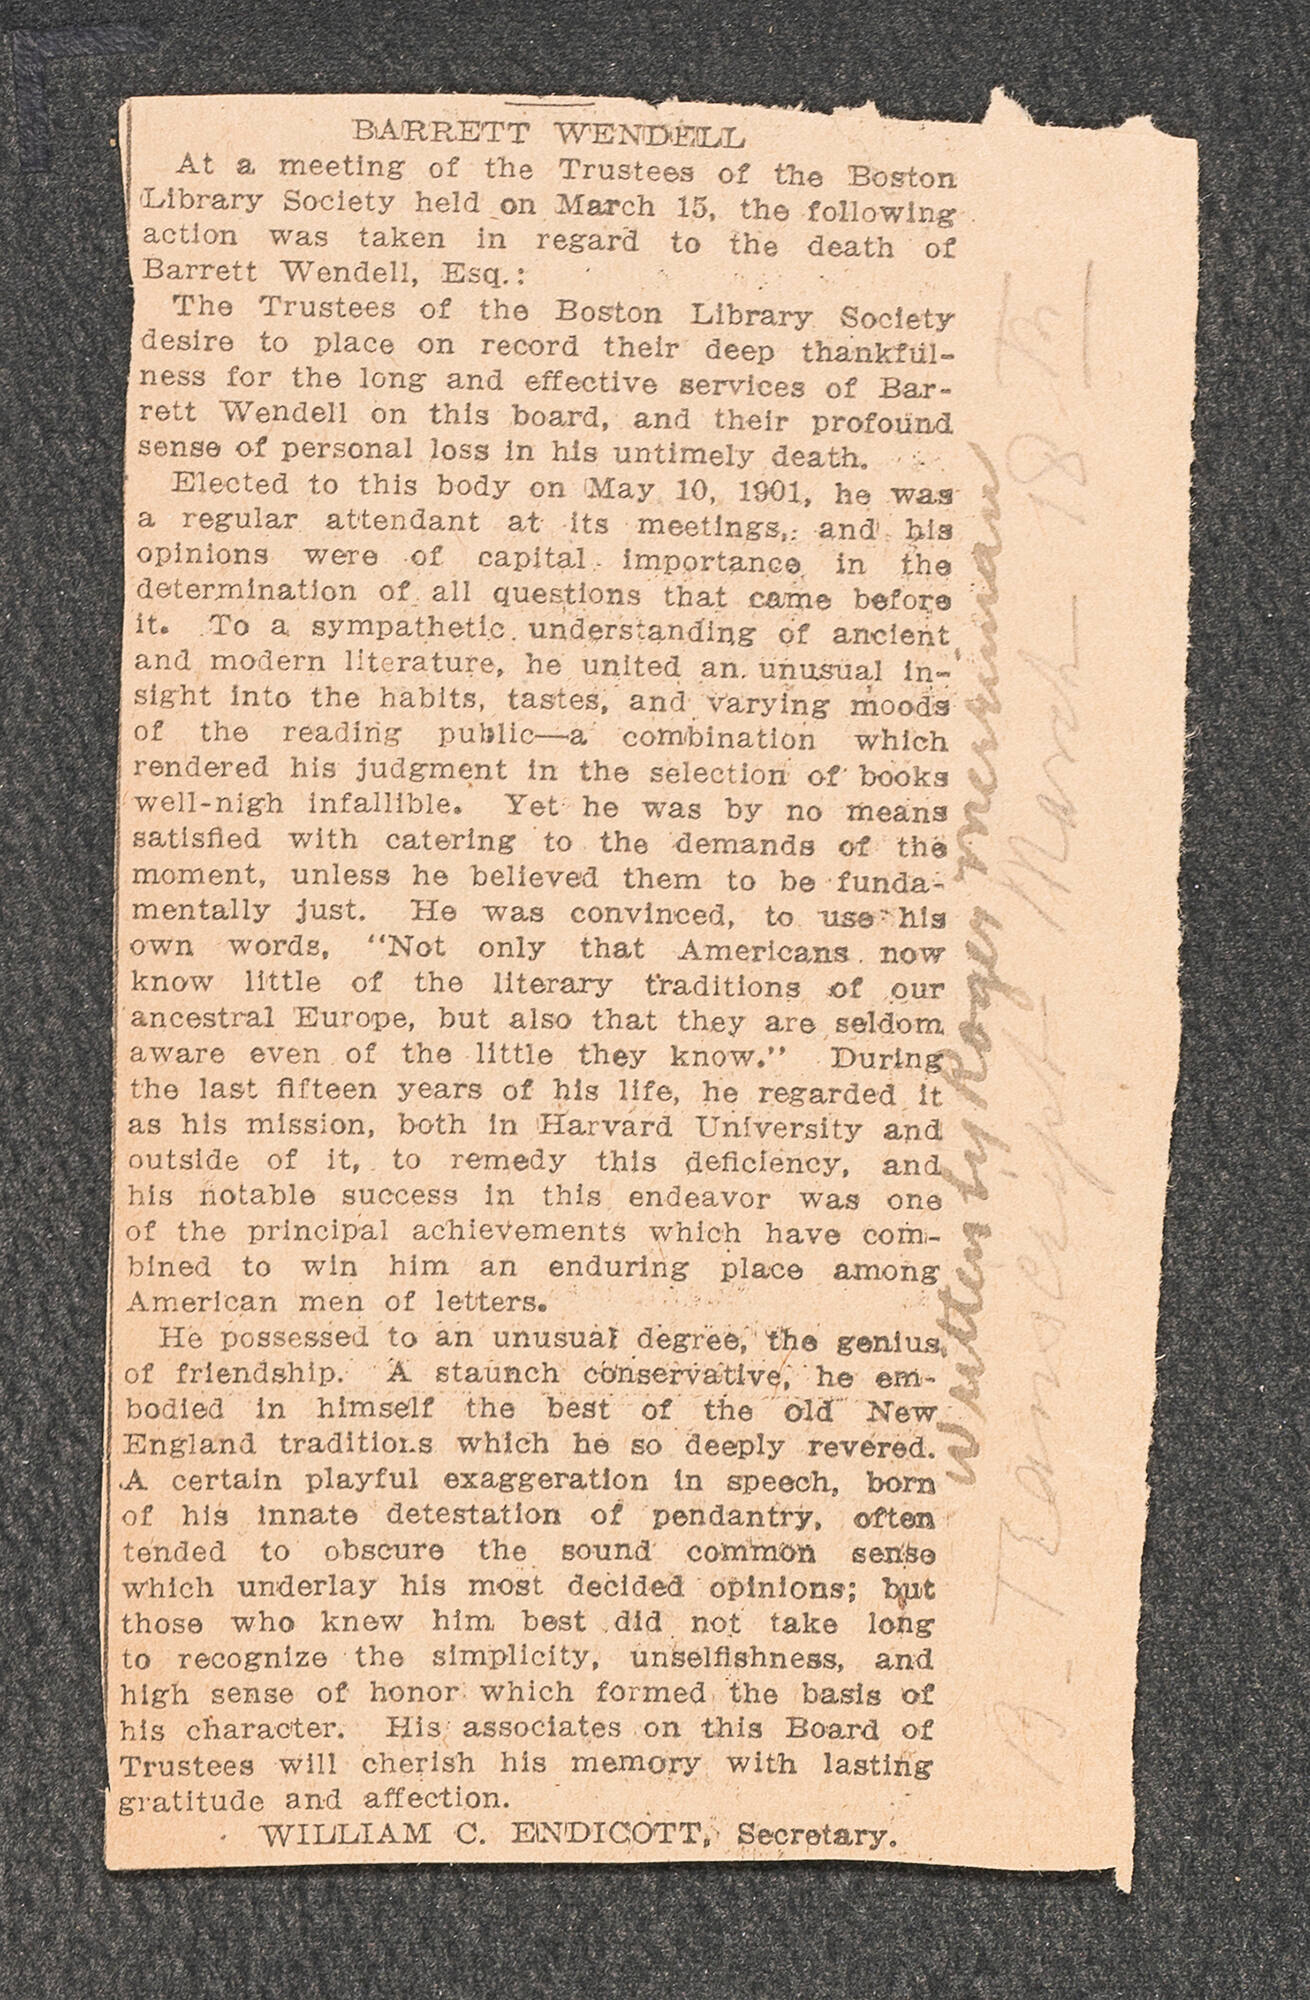 BARRETT WENDELL
At a meeting of the Trustees of the Boston
Library Society held on March 15, the following
action was taken in regard to the death of
Barrett Wendell, Esq.:
The Trustees of the Boston Library Society
desire to place on record their deep thankful-
ness for the long and effective services of Bar-
rett Wendell on this board, and their profound
sense of personal loss in his untimely death.
Elected to this body on May 10, 1901, he was
a regular attendant at its meetings, and his
opinions were of capital importance in the
determination of all questions that came before
it. To a sympathetic understanding of ancient
and modern literature, he united an unusual in-
sight into the habits, tastes, and varying moods
of the reading public—a combination which
rendered his judgment in the selection of books
well-nigh infallible. Yet he was by no means
satisfied with catering to the demands of the
moment, unless he believed them to be funda-
mentally just. He was convinced, to use his
own words, "Not only that Americans now
know little of the literary traditions of our
ancestral Europe, but also that they are seldom
aware even of the little they know." During
the last fifteen years of his life, he regarded it
as his mission, both in Harvard University and
outside of it, to remedy this deficiency, and
his notable success in this endeavor was one
of the principal achievements which have com-
bined to win him an enduring place among
American men of letters.
He possessed to an unusual degree, the genius
of friendship. A staunch conservative, he em-
bodied in himself the best of the old New
England traditions which he so deeply revered.
A certain playful exaggeration in speech, born
of his innate detestation of pendantry, often
tended to obscure the sound common sense
which underlay his most decided opinions; but
those who knew him best did not take long
to recognize the simplicity, unselfishness, and
high sense of honor which formed the basis of
his character. His associates on this Board of
Trustees will cherish his memory with lasting
gratitude and affection.
WILLIAM C. ENDICOTT, Secretary.
Written by Roger Merriman
B- Transcript March 18th